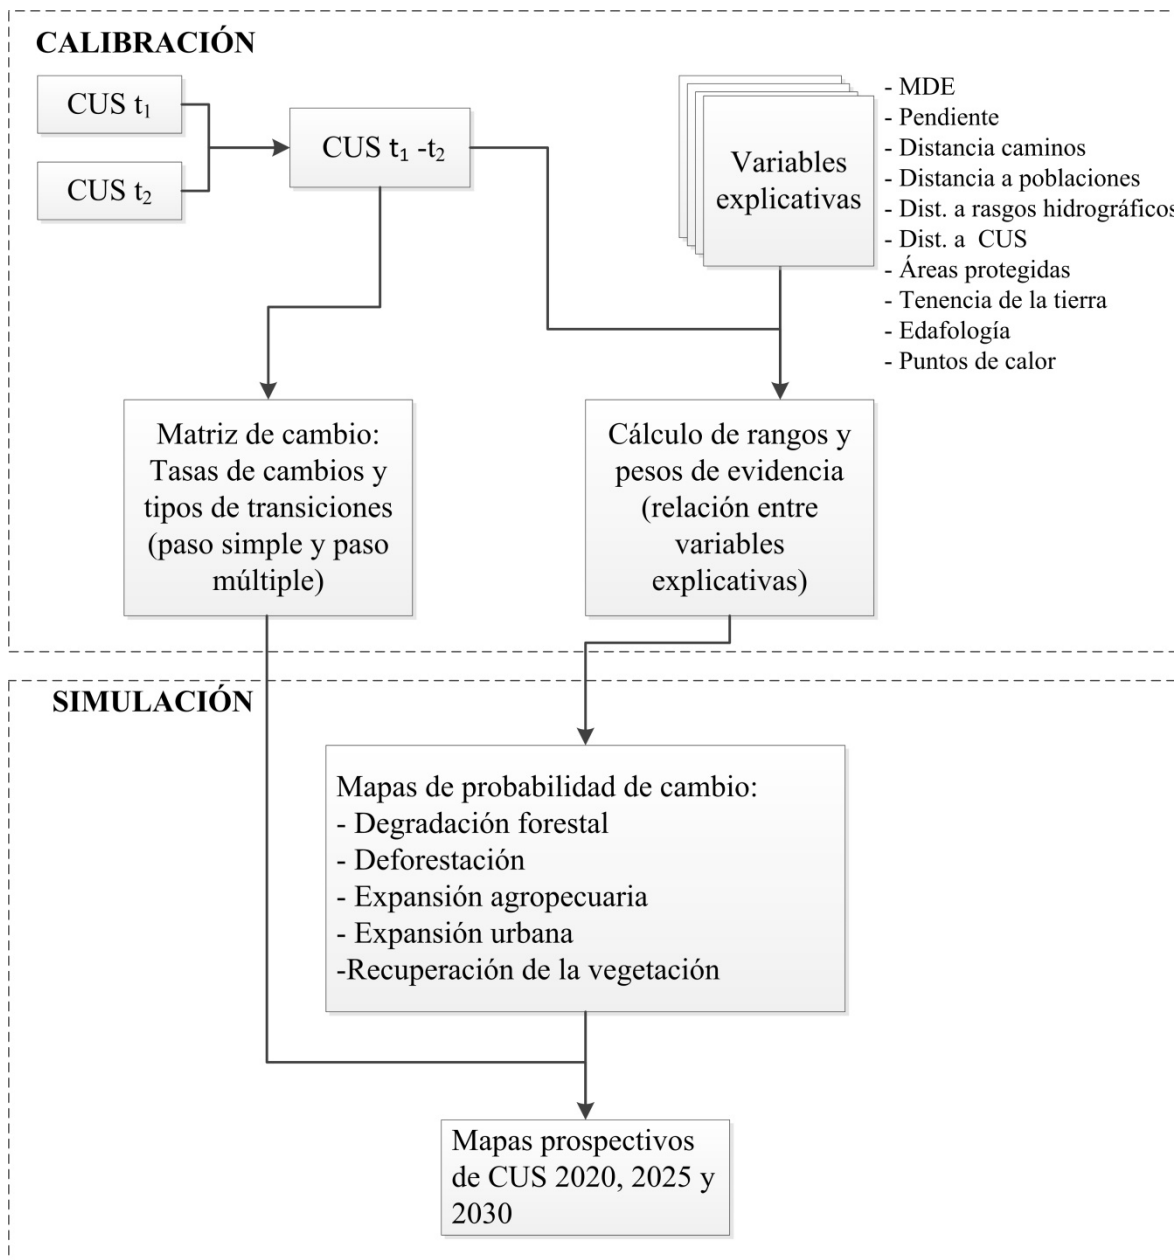 CALIBRACIÓN
CUS t1
CUS t2
CUS t1 -t2
Variables
explicativas
- MDE
- Pendiente
- Distancia caminos
- Distancia a poblaciones
- Dist. a rasgos hidrográficos
- Dist. a  CUS
- Áreas protegidas
- Tenencia de la tierra
- Edafología
- Puntos de calor
Matriz de cambio:
Tasas de cambios y
tipos de transiciones
(paso simple y paso
múltiple)
Cálculo de rangos y
pesos de evidencia
(relación entre
variables
explicativas)
SIMULACIÓN
Mapas de probabilidad de cambio:
- Degradación forestal
- Deforestación
- Expansión agropecuaria
- Expansión urbana
-Recuperación de la vegetación
Mapas prospectivos
de CUS 2020, 2025 y
2030